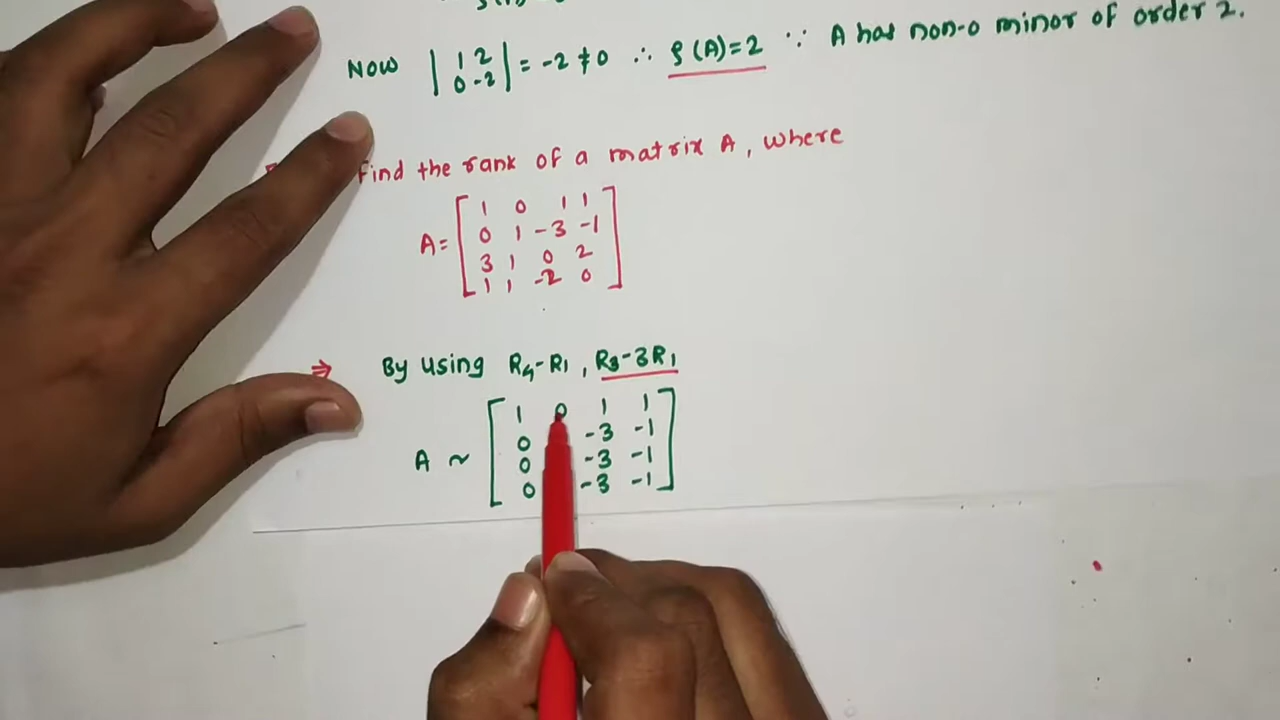 Now | 1 2 | = -2 ≠ 0 ∴ ρ(A)=2 ∵ A has non-0 minor of order 2.
| 0 -2 |
Find the rank of a matrix A, where
1 0 1 1
A= 0 1 -3 -1
3 1 0 2
1 1 -2 0
⇒ By using R4-R1, R3-3R1
1 0 1 1
0 -3 -1
A ~ 0 -3 -1
0 -3 -1